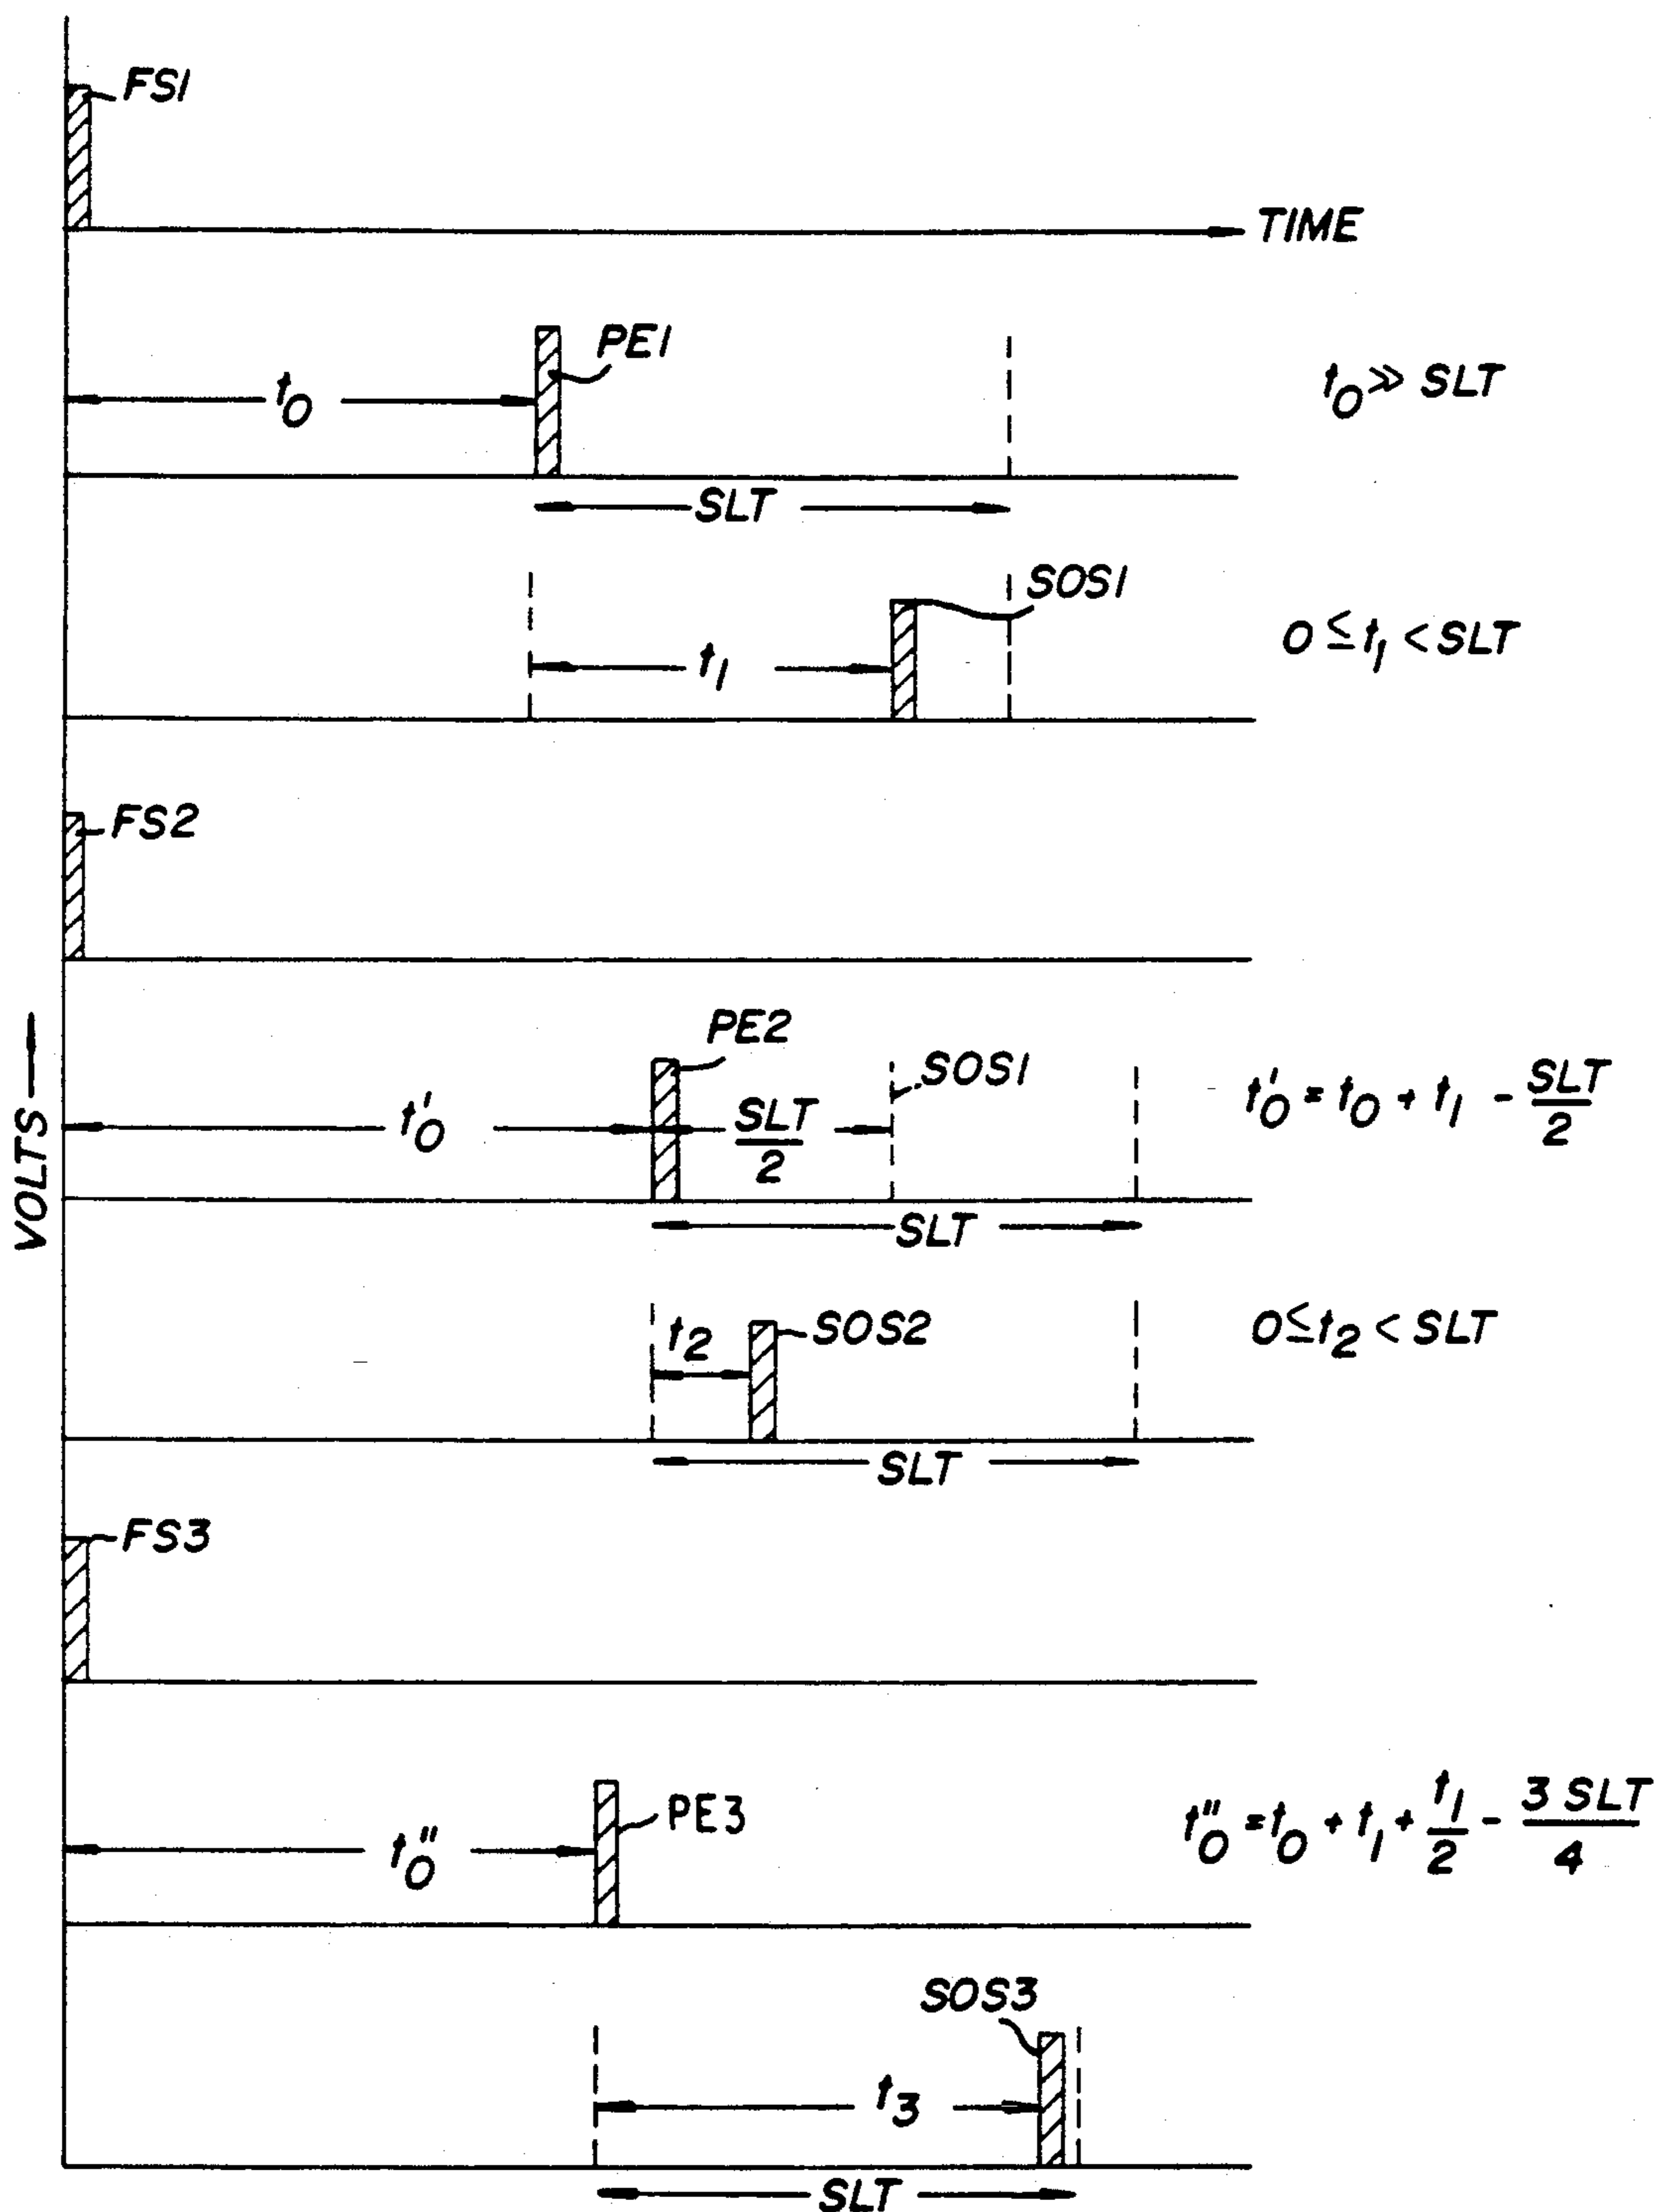 FS1
TIME
PE1
t0
t0 ≫ SLT
SLT
SOS1
t1
0 ≤ t1 < SLT
FS2
VOLTS
PE2
SOS1
t'0
SLT/2
t'0 = t0 + t1 - SLT/2
SLT
t2
SOS2
0 ≤ t2 < SLT
SLT
FS3
PE3
t"0
t"0 = t0 + t1 + t1/2 - 3 SLT/4
SOS3
t3
SLT